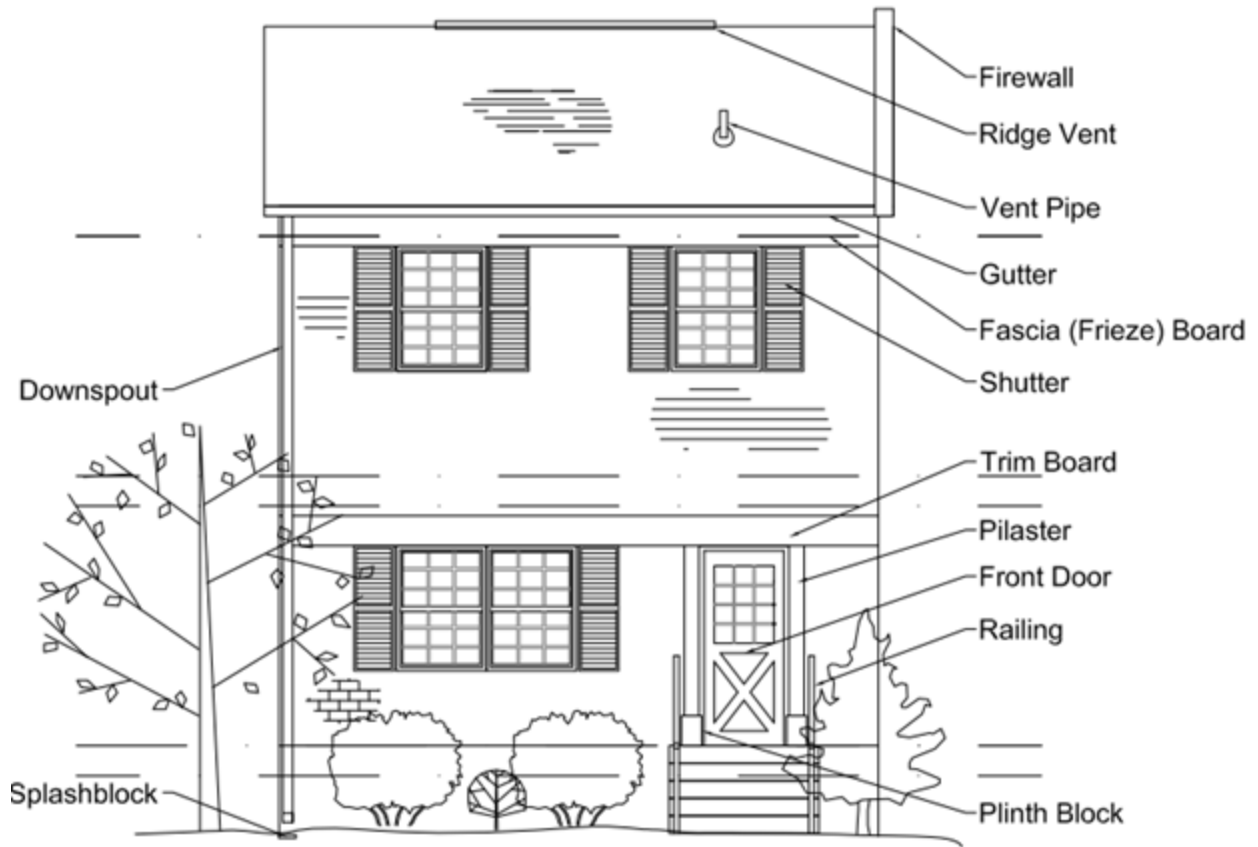 Firewall
Ridge Vent
Vent Pipe
Gutter
Fascia (Frieze) Board
Shutter
Downspout
Trim Board
Pilaster
Front Door
Railing
Splashblock
Plinth Block